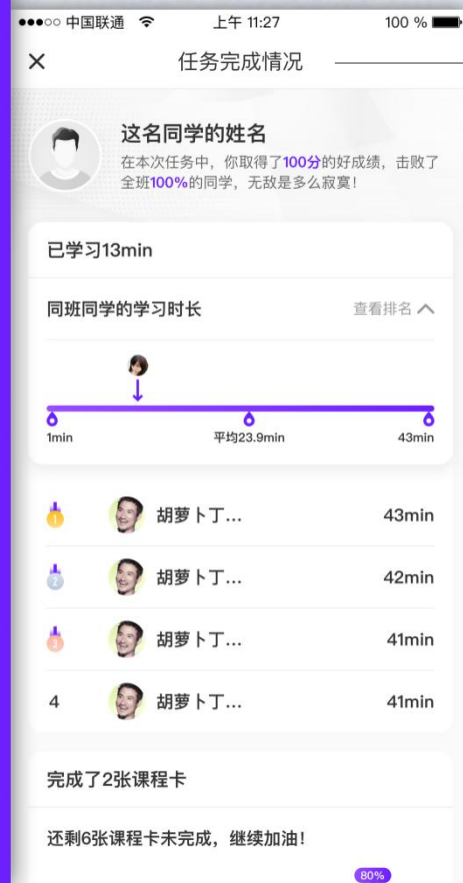 中国联通 上午 11:27 100 %
任务完成情况
这名同学的姓名
在本次任务中，你取得了100分的好成绩，击败了
全班100%的同学，无敌是多么寂寞！
已学习13min
同班同学的学习时长 查看排名
1min 平均23.9min 43min
1 胡萝卜丁... 43min
2 胡萝卜丁... 42min
3 胡萝卜丁... 41min
4 胡萝卜丁... 41min
完成了2张课程卡
还剩6张课程卡未完成，继续加油！
80%